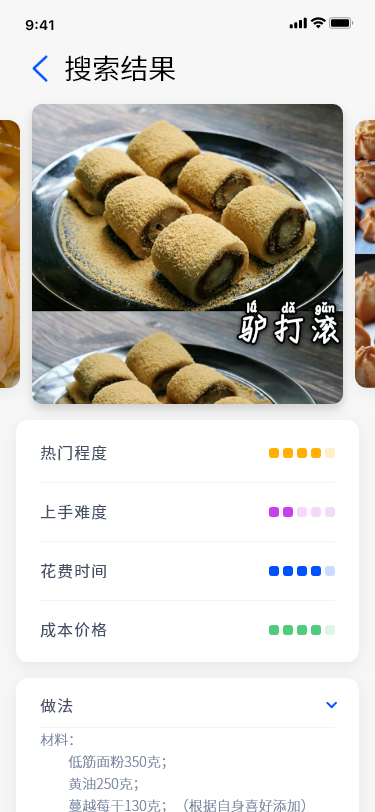 9:41
搜索结果
lǘ dǎ gǔn
驴打滚
热门程度
上手难度
花费时间
成本价格
做法
材料：
低筋面粉350克；
黄油250克；
蔓越莓干130克；（根据自身喜好添加）